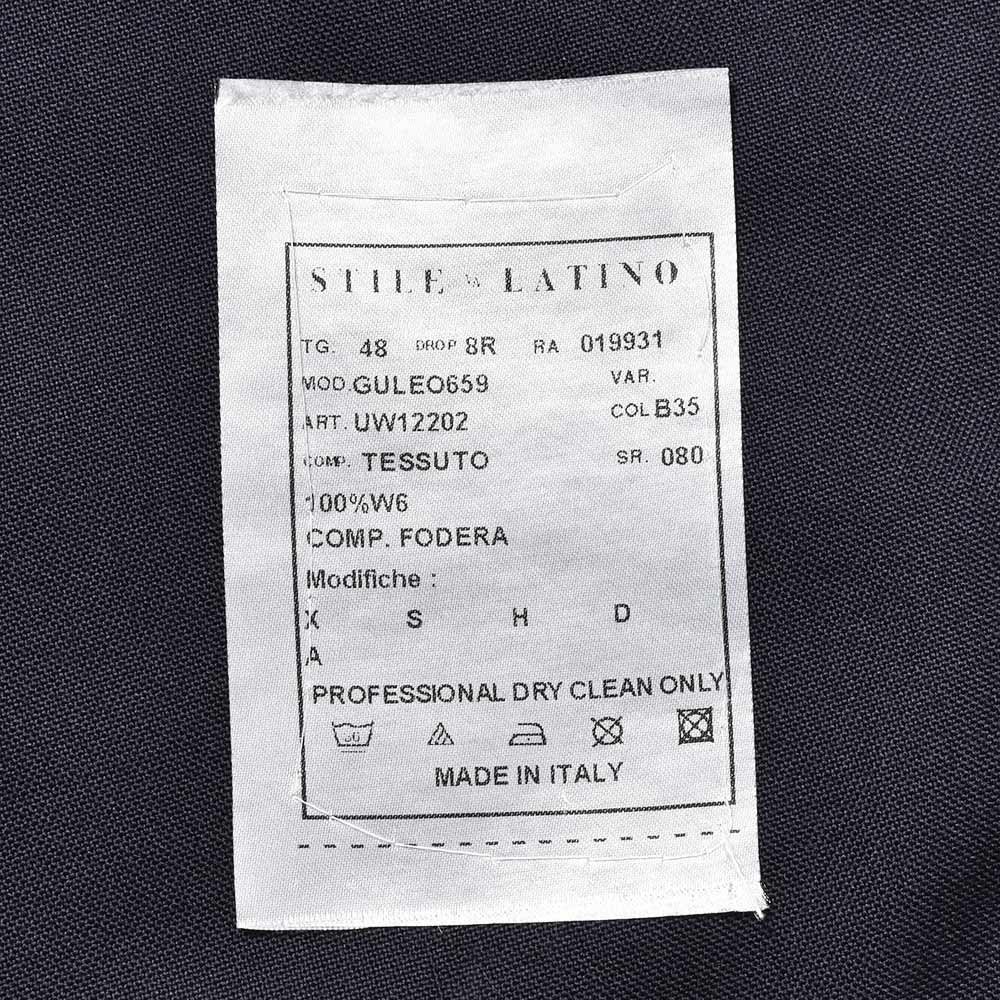 STILE LATINO
TG. 48 DROP 8R RA 019931
MOD. GULEO659 VAR.
ART. UW12202 COL B35
COMP. TESSUTO SR. 080
100%W6
COMP. FODERA
Modifiche :
X S H D
A
PROFESSIONAL DRY CLEAN ONLY
MADE IN ITALY